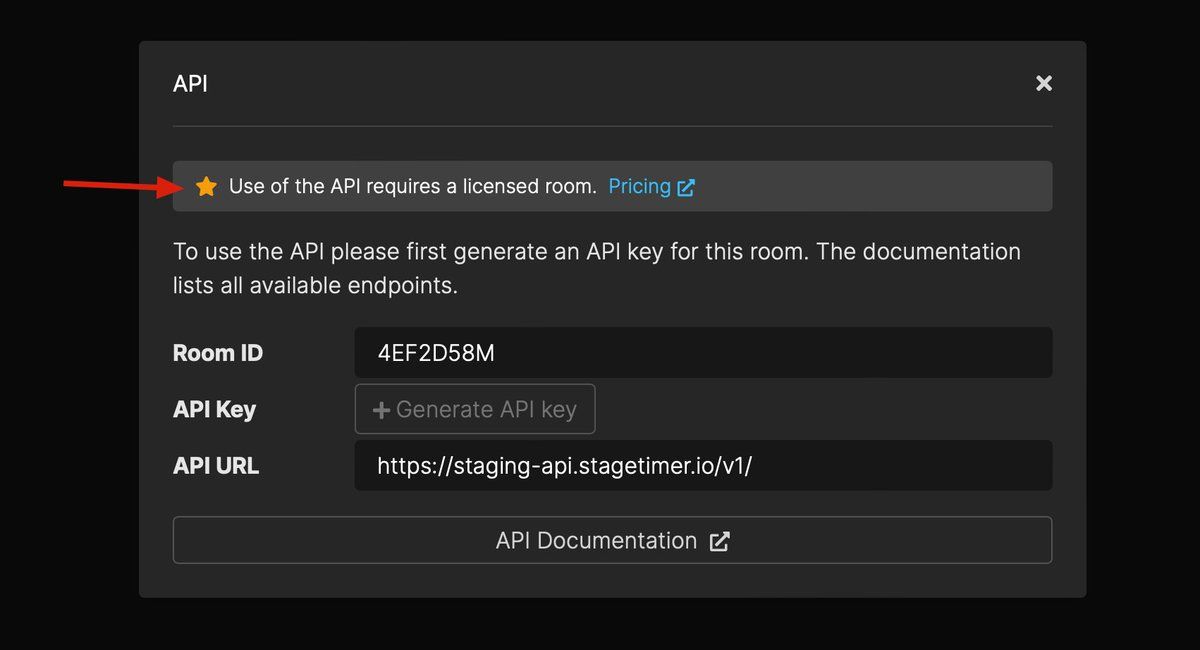 API
Use of the API requires a licensed room. Pricing
To use the API please first generate an API key for this room. The documentation
lists all available endpoints.
Room ID 4EF2D58M
API Key + Generate API key
API URL https://staging-api.stagetimer.io/v1/
API Documentation